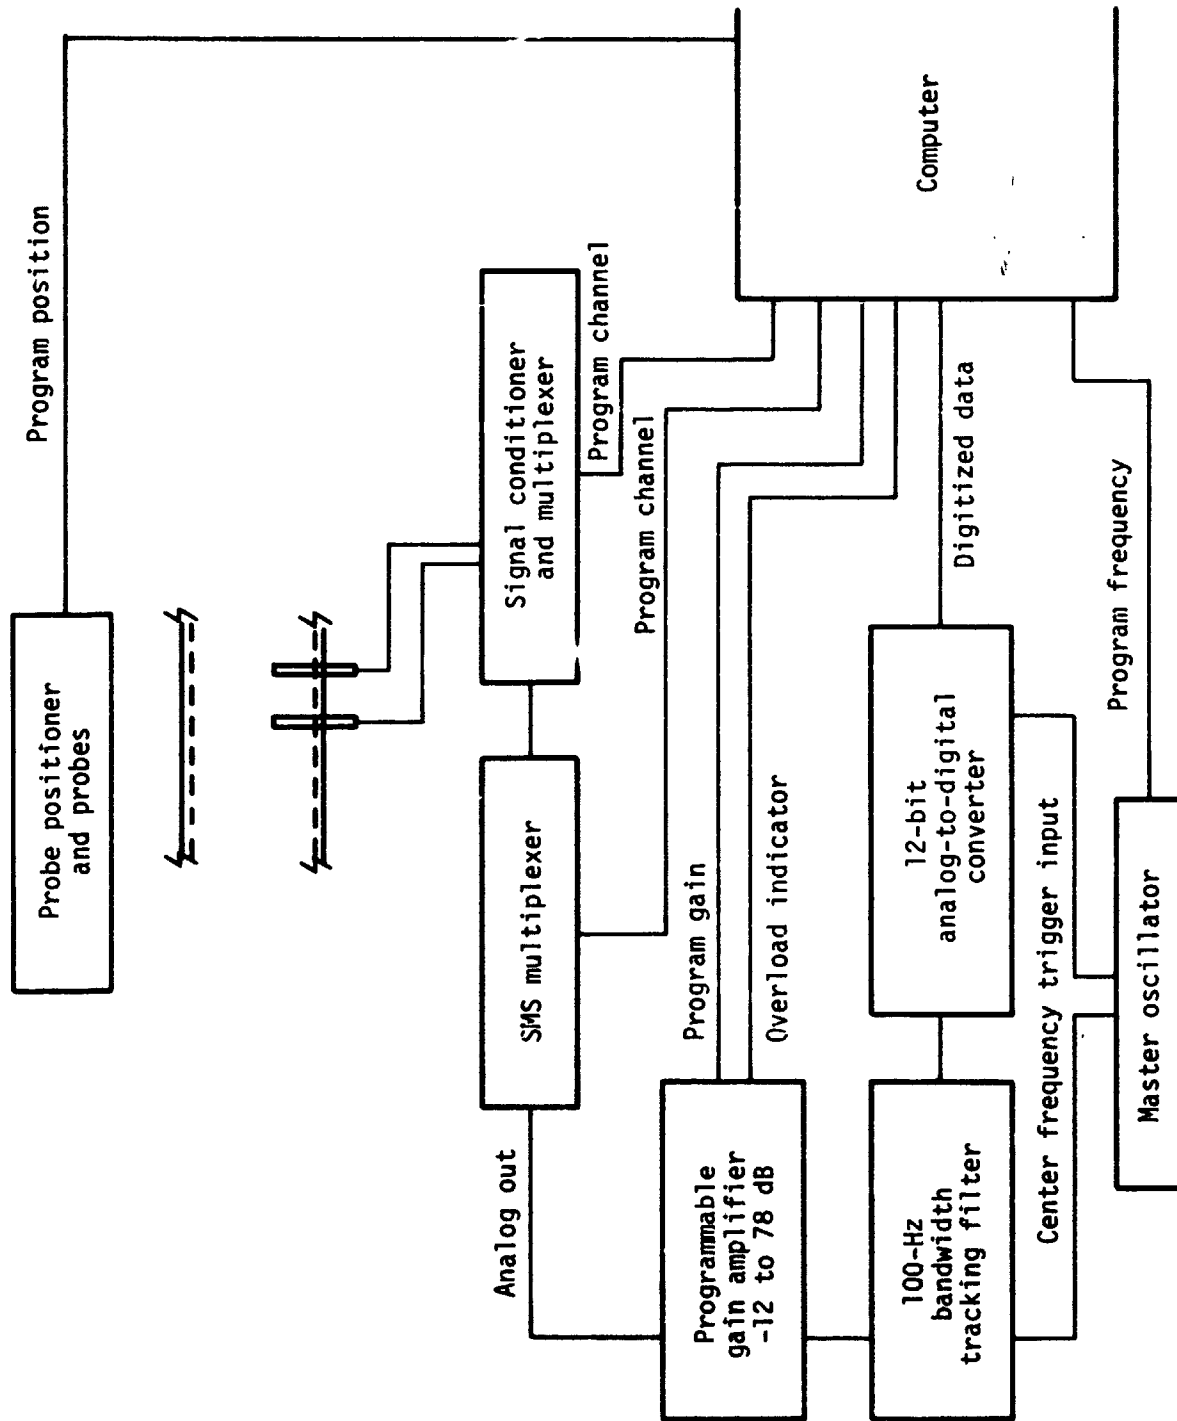 Probe positioner
and probes
Program position
Signal conditioner
and multiplexer
SMS multiplexer
Program channel
Program channel
Analog out
Programmable
gain amplifier
-12 to 78 dB
Program gain
Overload indicator
100-Hz
bandwidth
tracking filter
12-bit
analog-to-digital
converter
Digitized data
Computer
Center frequency trigger input
Program frequency
Master oscillator